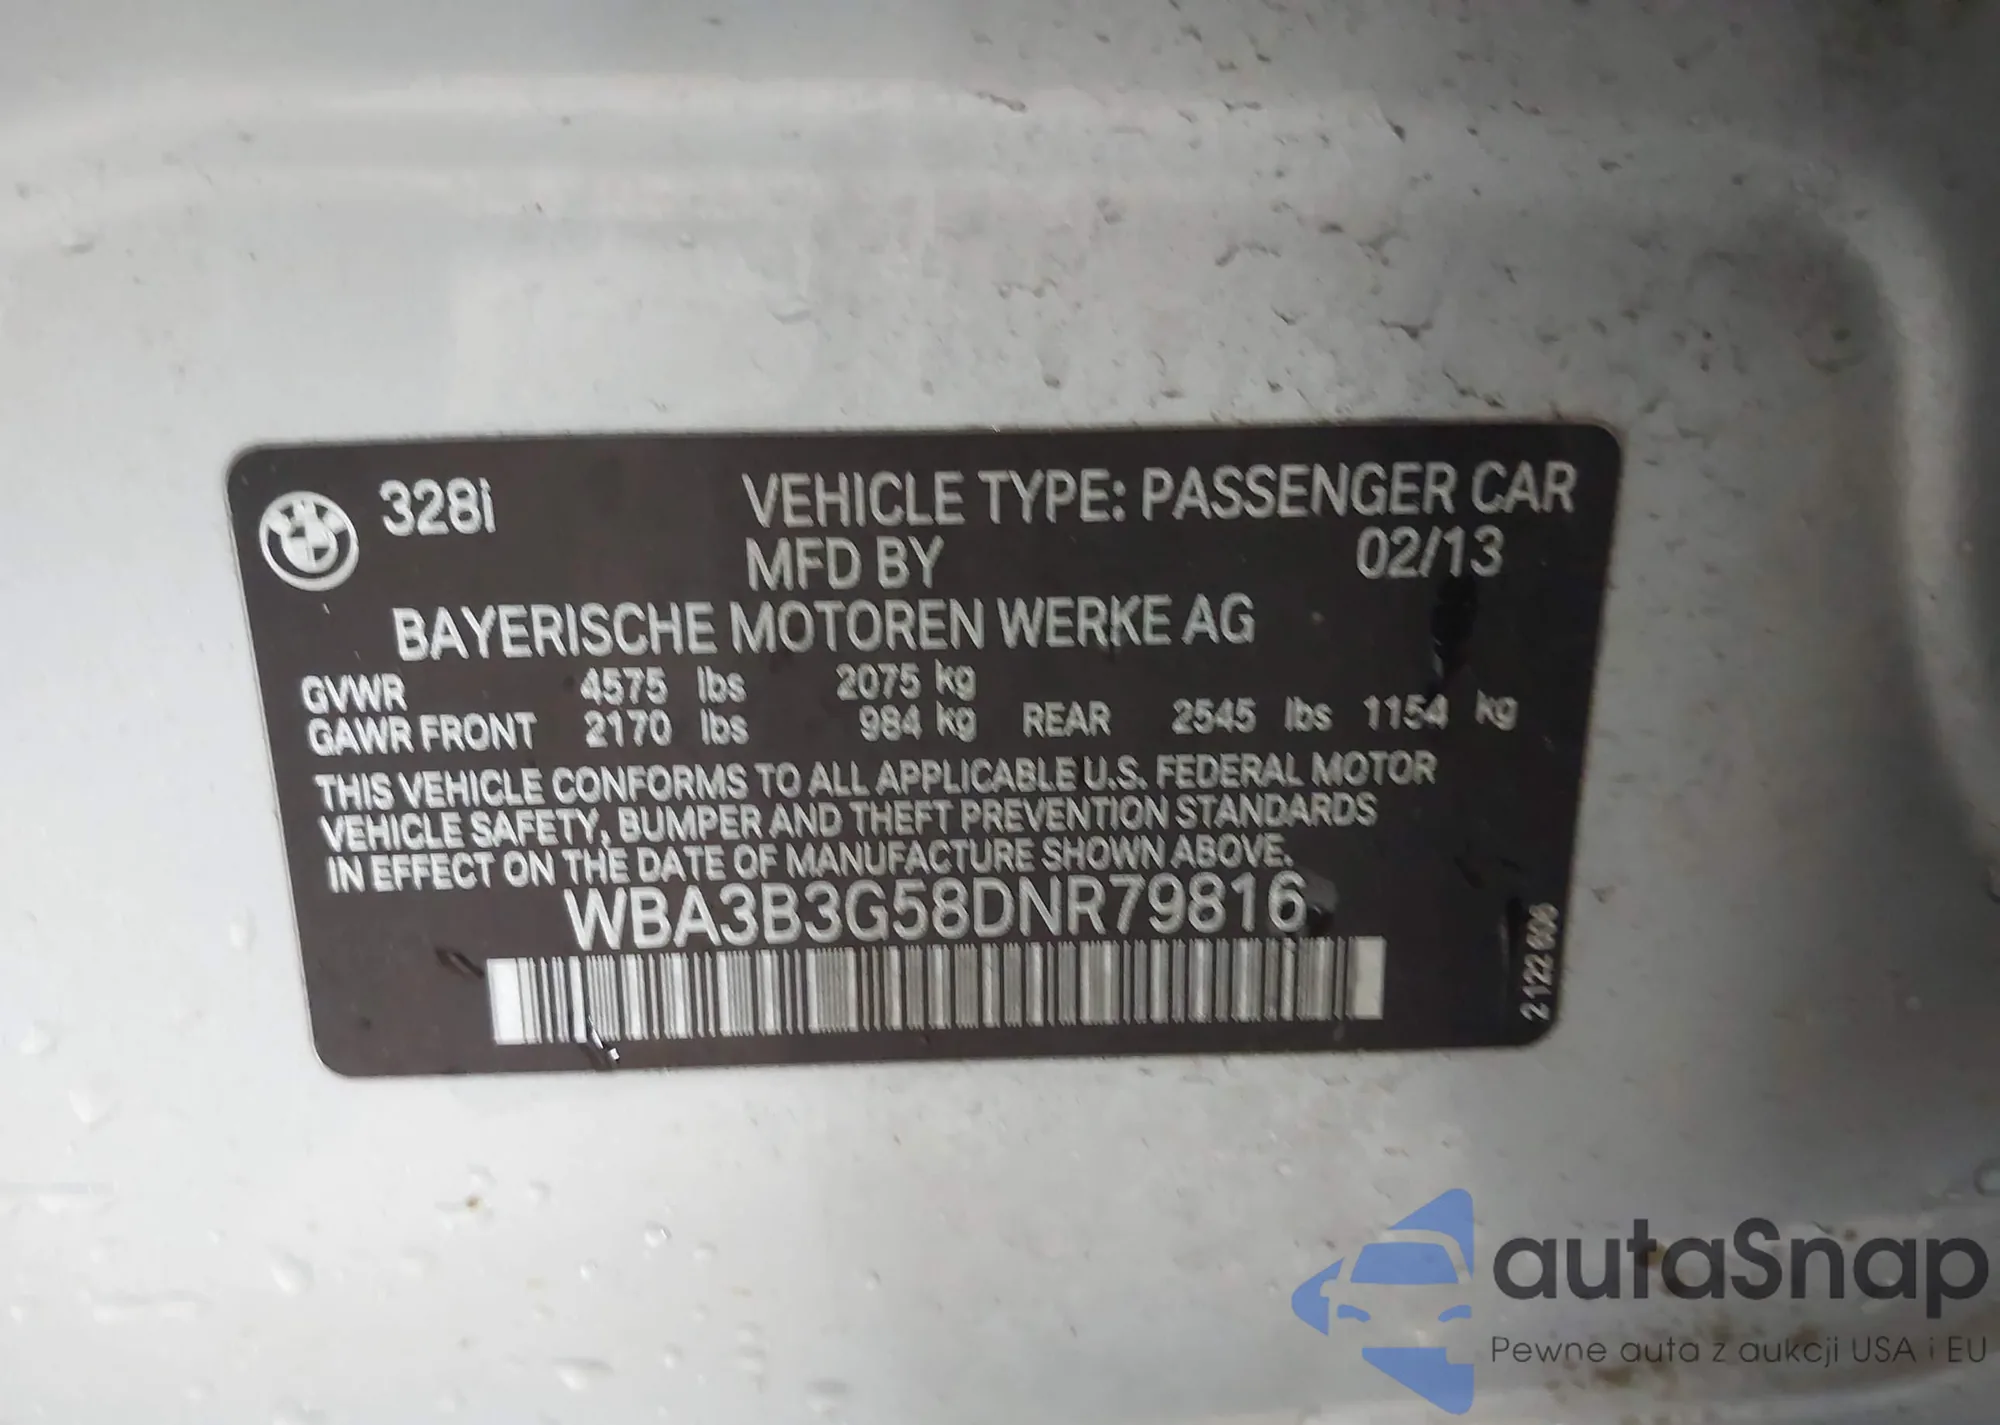 328i VEHICLE TYPE: PASSENGER CAR
MFD BY 02/13
BAYERISCHE MOTOREN WERKE AG
GVWR 4575 lbs 2075 kg
GAWR FRONT 2170 lbs 984 kg REAR 2545 lbs 1154 kg
THIS VEHICLE CONFORMS TO ALL APPLICABLE U.S. FEDERAL MOTOR
VEHICLE SAFETY, BUMPER AND THEFT PREVENTION STANDARDS
IN EFFECT ON THE DATE OF MANUFACTURE SHOWN ABOVE.
WBA3B3G58DNR79816
2122 606
autaSnap
Pewne auta z aukcji USA i EU